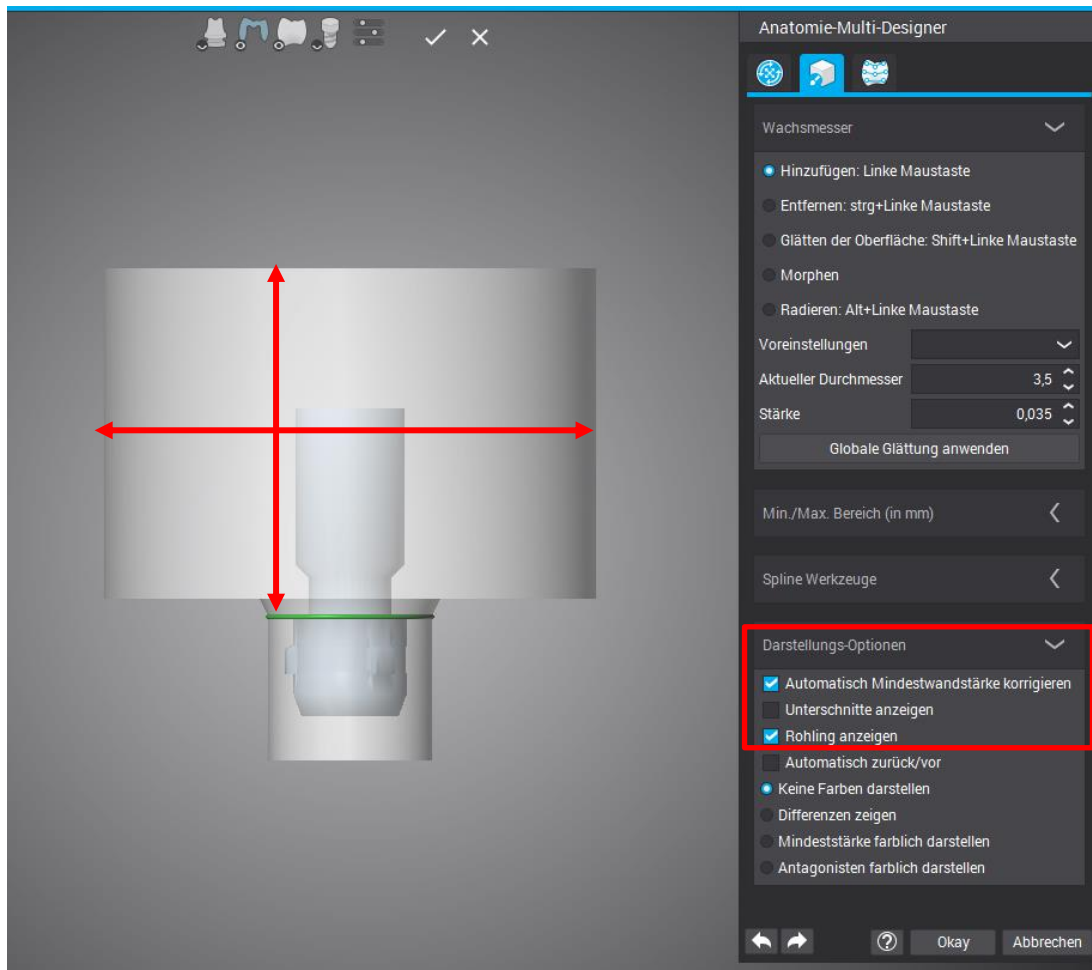 Anatomie-Multi-Designer
Wachsmesser
Hinzufügen: Linke Maustaste
Entfernen: strg+Linke Maustaste
Glätten der Oberfläche: Shift+Linke Maustaste
Morphen
Radieren: Alt+Linke Maustaste
Voreinstellungen
Aktueller Durchmesser 3,5
Stärke 0,035
Globale Glättung anwenden
Min./Max. Bereich (in mm)
Spline Werkzeuge
Darstellungs-Optionen
Automatisch Mindestwandstärke korrigieren
Unterschnitte anzeigen
Rohling anzeigen
Automatisch zurück/vor
Keine Farben darstellen
Differenzen zeigen
Mindeststärke farblich darstellen
Antagonisten farblich darstellen
? Okay Abbrechen